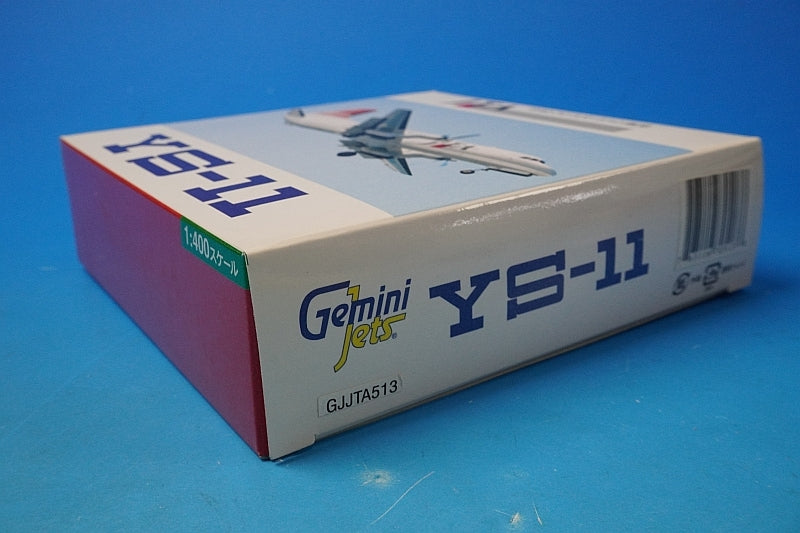 YS-11
1:400スケール
Gemini
Jets®
YS-11
GJJTA513